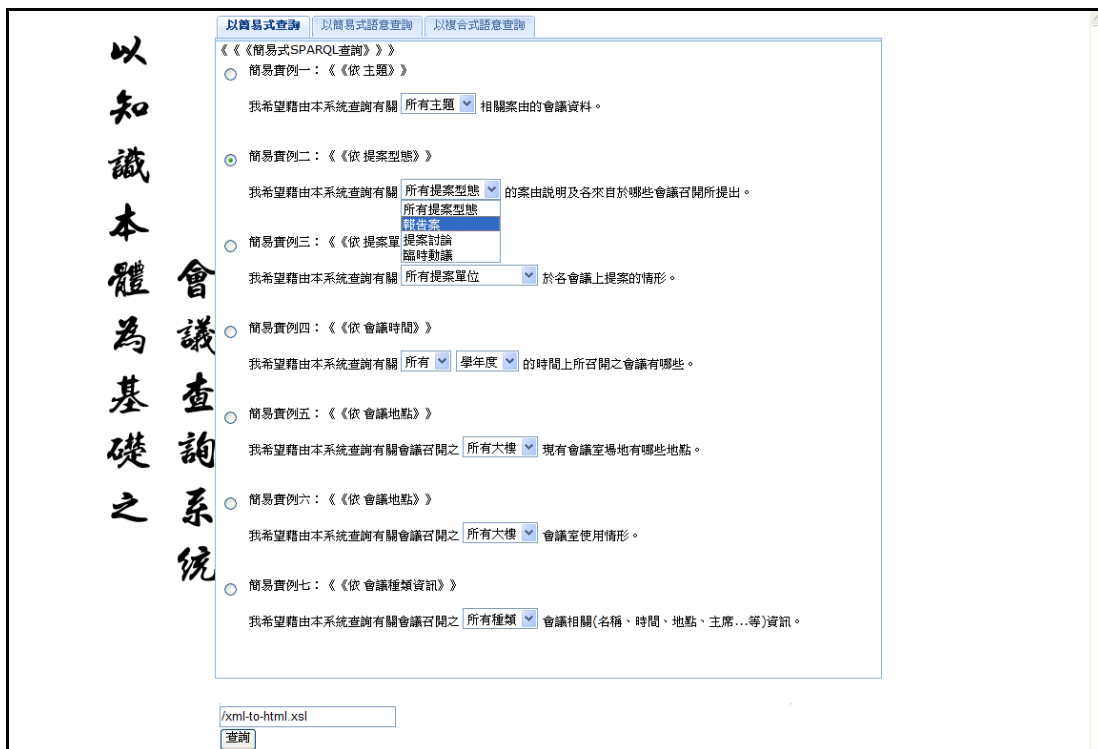 以知識本體為基礎之
會議查詢系統
以簡易式查詢 以簡易式語意查詢 以複合式語意查詢
《《《簡易式SPARQL查詢》》》
簡易實例一：《《依 主題》》
我希望藉由本系統查詢有關 所有主題 相關案由的會議資料。
簡易實例二：《《依 提案型態》》
我希望藉由本系統查詢有關 所有提案型態 的案由說明及各來自於哪些會議召開所提出。
所有提案型態
報告案
提案討論
臨時動議
簡易實例三：《《依 提案單
我希望藉由本系統查詢有關 所有提案單位 於各會議上提案的情形。
簡易實例四：《《依 會議時間》》
我希望藉由本系統查詢有關 所有 學年度 的時間上所召開之會議有哪些。
簡易實例五：《《依 會議地點》》
我希望藉由本系統查詢有關會議召開之 所有大樓 現有會議室場地有哪些地點。
簡易實例六：《《依 會議地點》》
我希望藉由本系統查詢有關會議召開之 所有大樓 會議室使用情形。
簡易實例七：《《依 會議種類資訊》》
我希望藉由本系統查詢有關會議召開之 所有種類 會議相關(名稱、時間、地點、主席...等)資訊。
/xml-to-html.xsl
查詢